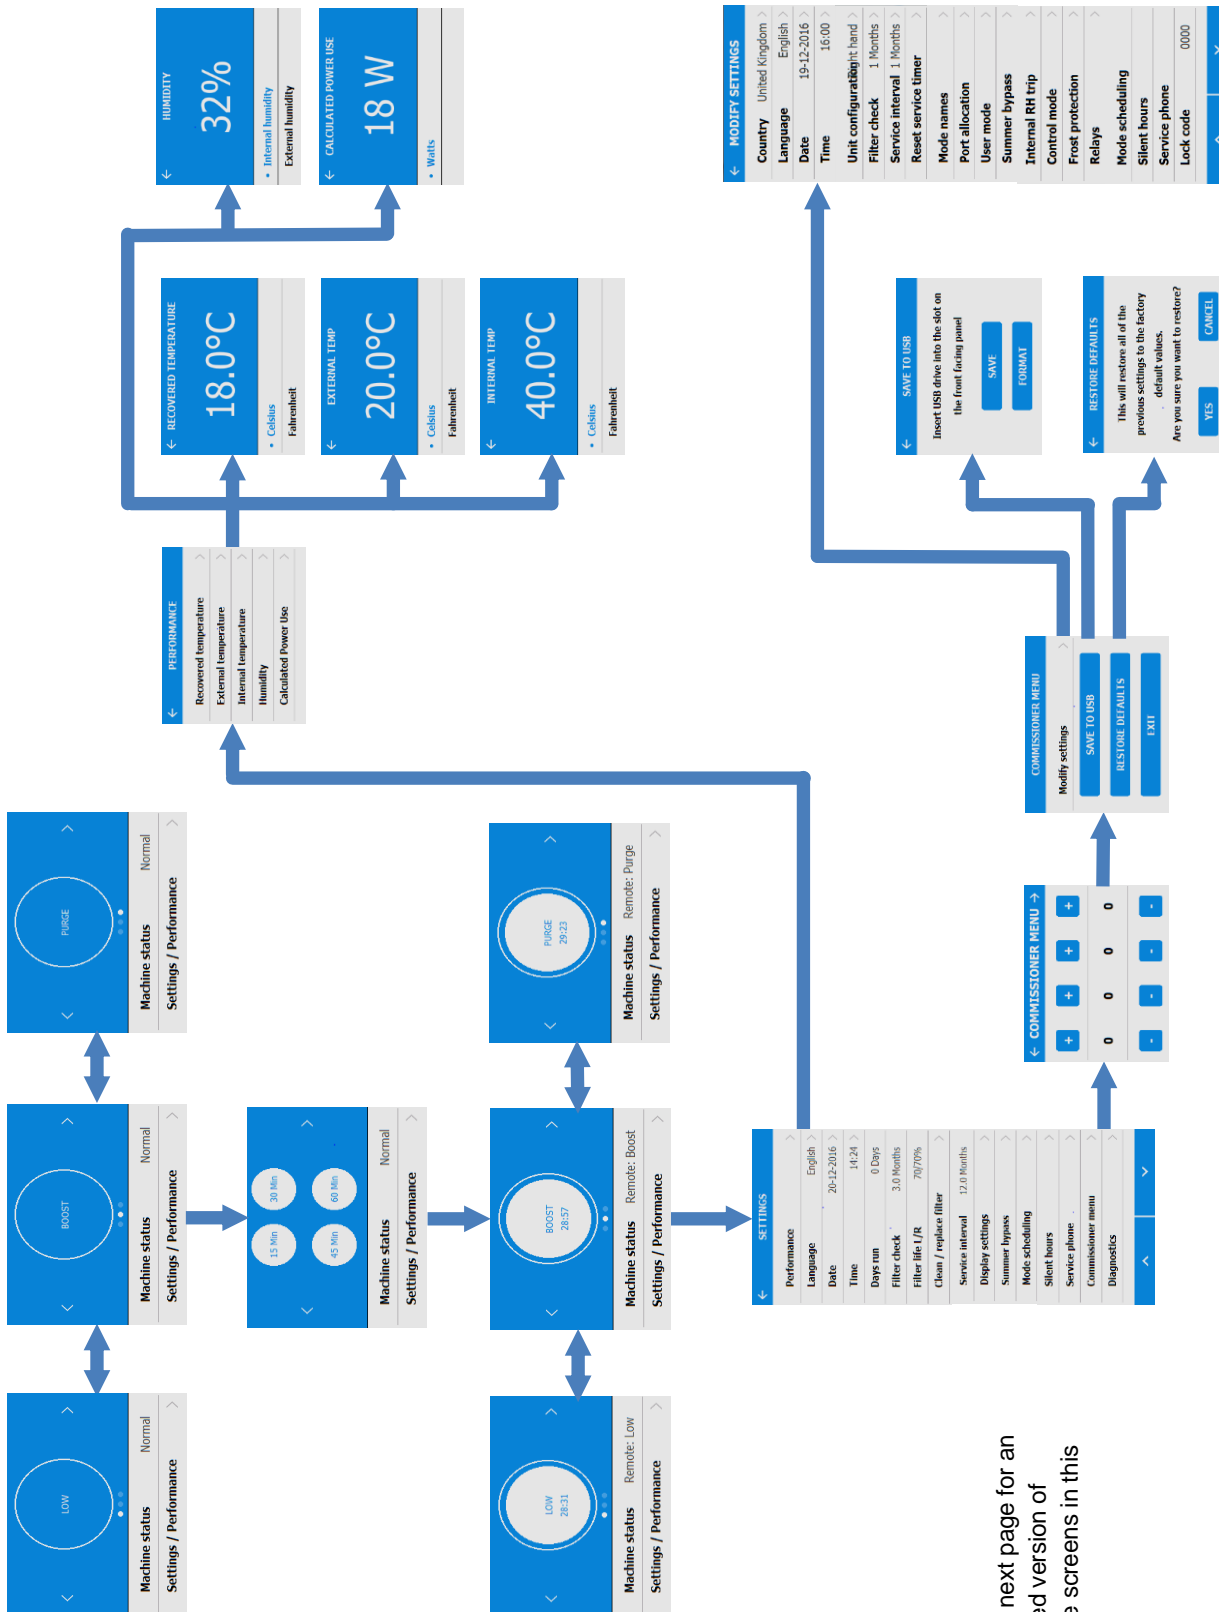 LOW
Machine status Normal
Settings / Performance
BOOST
Machine status Normal
Settings / Performance
PURGE
Machine status Normal
Settings / Performance
15 Min 30 Min
45 Min 60 Min
Machine status Normal
Settings / Performance
LOW
28:31
Machine status Remote: Low
Settings / Performance
BOOST
28:57
Machine status Remote: Boost
Settings / Performance
PURGE
29:23
Machine status Remote: Purge
Settings / Performance
SETTINGS
Performance
Language English
Date 20-12-2016
Time 14:24
Days run 0 Days
Filter check 3.0 Months
Filter life L/R 70/70%
Clean / replace filter
Service interval 12.0 Months
Display settings
Summer bypass
Mode scheduling
Silent hours
Service phone
Commissioner menu
Diagnostics
PERFORMANCE
Recovered temperature
External temperature
Internal temperature
Humidity
Calculated Power Use
RECOVERED TEMPERATURE
18.0°C
• Celsius
Fahrenheit
EXTERNAL TEMP
20.0°C
• Celsius
Fahrenheit
INTERNAL TEMP
40.0°C
• Celsius
Fahrenheit
HUMIDITY
32%
• Internal humidity
External humidity
CALCULATED POWER USE
18 W
• Watts
COMMISSIONER MENU
+ + + +
0 0 0 0
- - - -
COMMISSIONER MENU
Modify settings
SAVE TO USB
RESTORE DEFAULTS
EXIT
SAVE TO USB
Insert USB drive into the slot on
the front facing panel
SAVE
FORMAT
RESTORE DEFAULTS
This will restore all of the
previous settings to the factory
default values.
Are you sure you want to restore?
YES CANCEL
MODIFY SETTINGS
Country United Kingdom
Language English
Date 19-12-2016
Time 16:00
Unit configuration hand
Filter check 1 Months
Service interval 1 Months
Reset service timer
Mode names
Port allocation
User mode
Summer bypass
Internal RH trip
Control mode
Frost protection
Relays
Mode scheduling
Silent hours
Service phone
Lock code 0000
next page for an
version of
screens in this